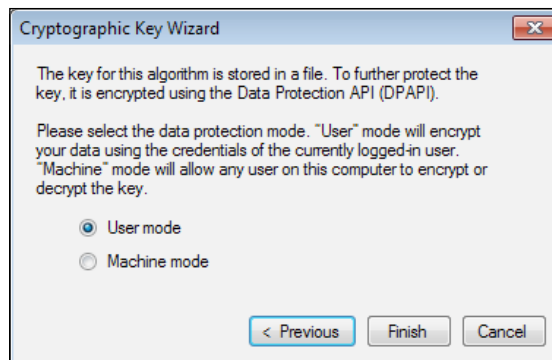 Cryptographic Key Wizard
The key for this algorithm is stored in a file. To further protect the
key, it is encrypted using the Data Protection API (DPAPI).
Please select the data protection mode. "User" mode will encrypt
your data using the credentials of the currently logged-in user.
"Machine" mode will allow any user on this computer to encrypt or
decrypt the key.
User mode
Machine mode
< Previous Finish Cancel